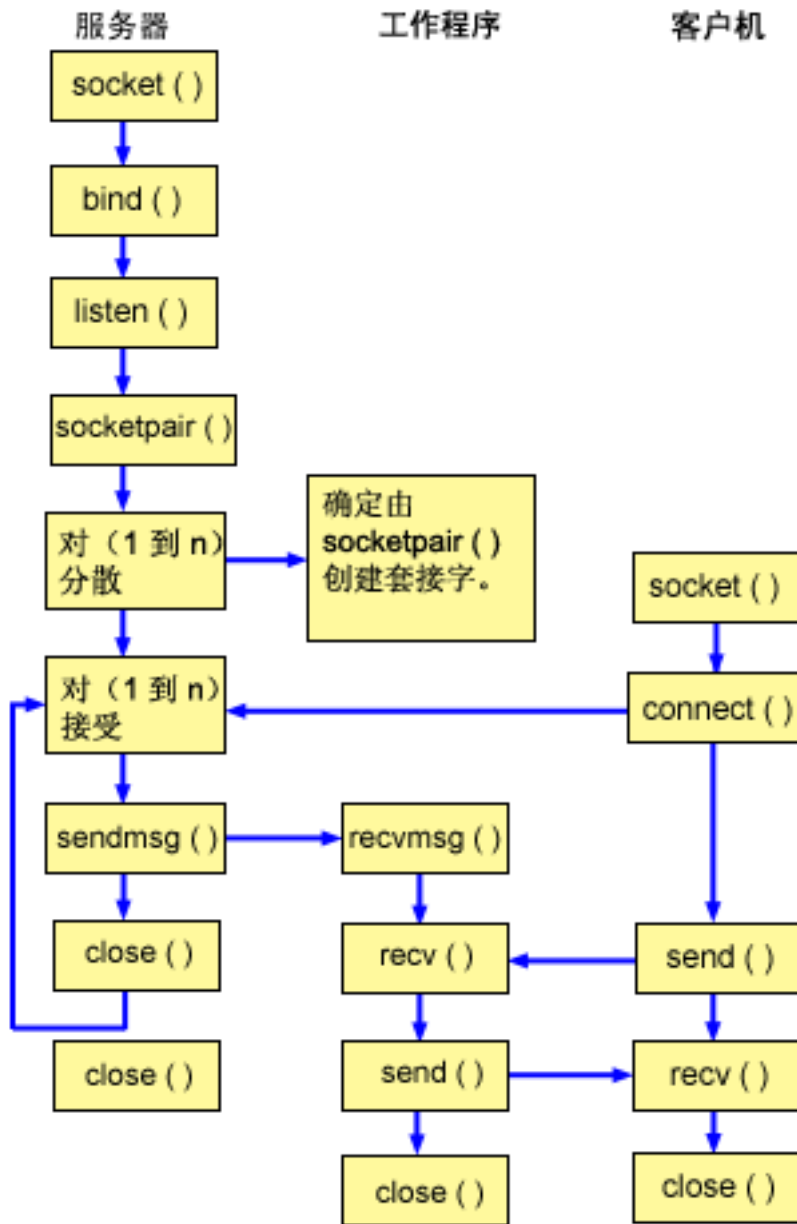 服务器
工作程序
客户机
socket ( )
bind ( )
listen ( )
socketpair ( )
对（1 到 n）
分散
确定由
socketpair ( )
创建套接字。
socket ( )
对（1 到 n）
接受
connect ( )
sendmsg ( )
recvmsg ( )
close ( )
recv ( )
send ( )
close ( )
send ( )
recv ( )
close ( )
close ( )